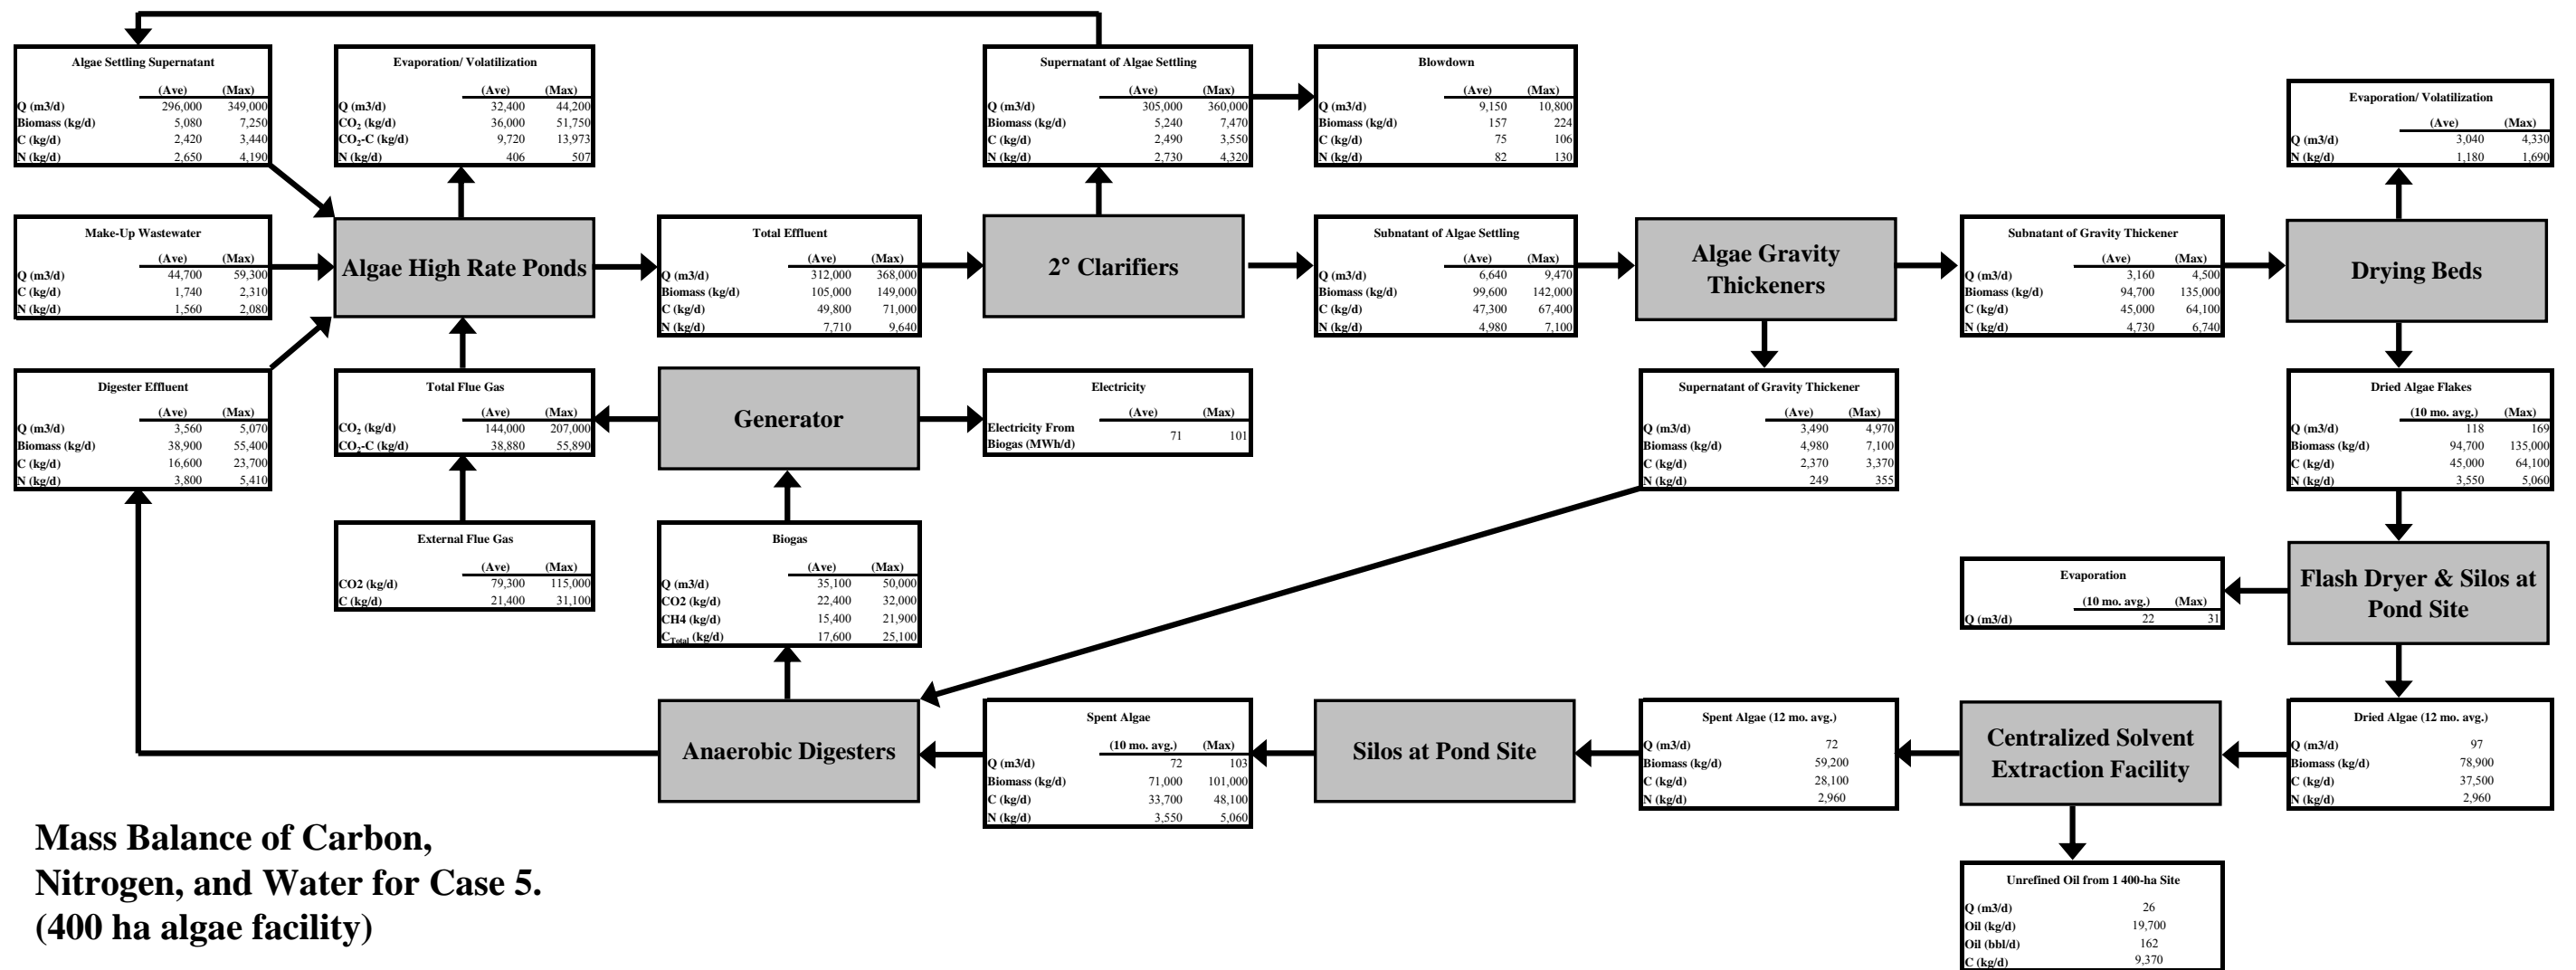 Algae Settling Supernatant
(Ave) (Max)
Q (m3/d) 296,000 349,000
Biomass (kg/d) 5,080 7,250
C (kg/d) 2,420 3,440
N (kg/d) 2,650 4,190
Evaporation/ Volatilization
(Ave) (Max)
Q (m3/d) 32,400 44,200
CO2 (kg/d) 36,000 51,750
CO2-C (kg/d) 9,720 13,973
N (kg/d) 406 507
Supernatant of Algae Settling
(Ave) (Max)
Q (m3/d) 305,000 360,000
Biomass (kg/d) 5,240 7,470
C (kg/d) 2,490 3,550
N (kg/d) 2,730 4,320
Blowdown
(Ave) (Max)
Q (m3/d) 9,150 10,800
Biomass (kg/d) 157 224
C (kg/d) 75 106
N (kg/d) 82 130
Evaporation/ Volatilization
(Ave) (Max)
Q (m3/d) 3,040 4,330
N (kg/d) 1,180 1,690
Make-Up Wastewater
(Ave) (Max)
Q (m3/d) 44,700 59,300
C (kg/d) 1,740 2,310
N (kg/d) 1,560 2,080
Algae High Rate Ponds
Total Effluent
(Ave) (Max)
Q (m3/d) 312,000 368,000
Biomass (kg/d) 105,000 149,000
C (kg/d) 49,800 71,000
N (kg/d) 7,710 9,640
2° Clarifiers
Subnatant of Algae Settling
(Ave) (Max)
Q (m3/d) 6,640 9,470
Biomass (kg/d) 99,600 142,000
C (kg/d) 47,300 67,400
N (kg/d) 4,980 7,100
Algae Gravity
Thickeners
Subnatant of Gravity Thickener
(Ave) (Max)
Q (m3/d) 3,160 4,500
Biomass (kg/d) 94,700 135,000
C (kg/d) 45,000 64,100
N (kg/d) 4,730 6,740
Drying Beds
Digester Effluent
(Ave) (Max)
Q (m3/d) 3,560 5,070
Biomass (kg/d) 38,900 55,400
C (kg/d) 16,600 23,700
N (kg/d) 3,800 5,410
Total Flue Gas
(Ave) (Max)
CO2 (kg/d) 144,000 207,000
CO2-C (kg/d) 38,880 55,890
Generator
Electricity
(Ave) (Max)
Electricity From
Biogas (MWh/d) 71 101
Supernatant of Gravity Thickener
(Ave) (Max)
Q (m3/d) 3,490 4,970
Biomass (kg/d) 4,980 7,100
C (kg/d) 2,370 3,370
N (kg/d) 249 355
Dried Algae Flakes
(10 mo. avg.) (Max)
Q (m3/d) 118 169
Biomass (kg/d) 94,700 135,000
C (kg/d) 45,000 64,100
N (kg/d) 3,550 5,060
External Flue Gas
(Ave) (Max)
CO2 (kg/d) 79,300 115,000
C (kg/d) 21,400 31,100
Biogas
(Ave) (Max)
Q (m3/d) 35,100 50,000
CO2 (kg/d) 22,400 32,000
CH4 (kg/d) 15,400 21,900
CTotal (kg/d) 17,600 25,100
Evaporation
(10 mo. avg.) (Max)
Q (m3/d) 22 31
Flash Dryer & Silos at
Pond Site
Anaerobic Digesters
Spent Algae
(10 mo. avg.) (Max)
Q (m3/d) 72 103
Biomass (kg/d) 71,000 101,000
C (kg/d) 33,700 48,100
N (kg/d) 3,550 5,060
Silos at Pond Site
Spent Algae (12 mo. avg.)
Q (m3/d) 72
Biomass (kg/d) 59,200
C (kg/d) 28,100
N (kg/d) 2,960
Centralized Solvent
Extraction Facility
Dried Algae (12 mo. avg.)
Q (m3/d) 97
Biomass (kg/d) 78,900
C (kg/d) 37,500
N (kg/d) 2,960
Mass Balance of Carbon,
Nitrogen, and Water for Case 5.
(400 ha algae facility)
Unrefined Oil from 1 400-ha Site
Q (m3/d) 26
Oil (kg/d) 19,700
Oil (bbl/d) 162
C (kg/d) 9,370